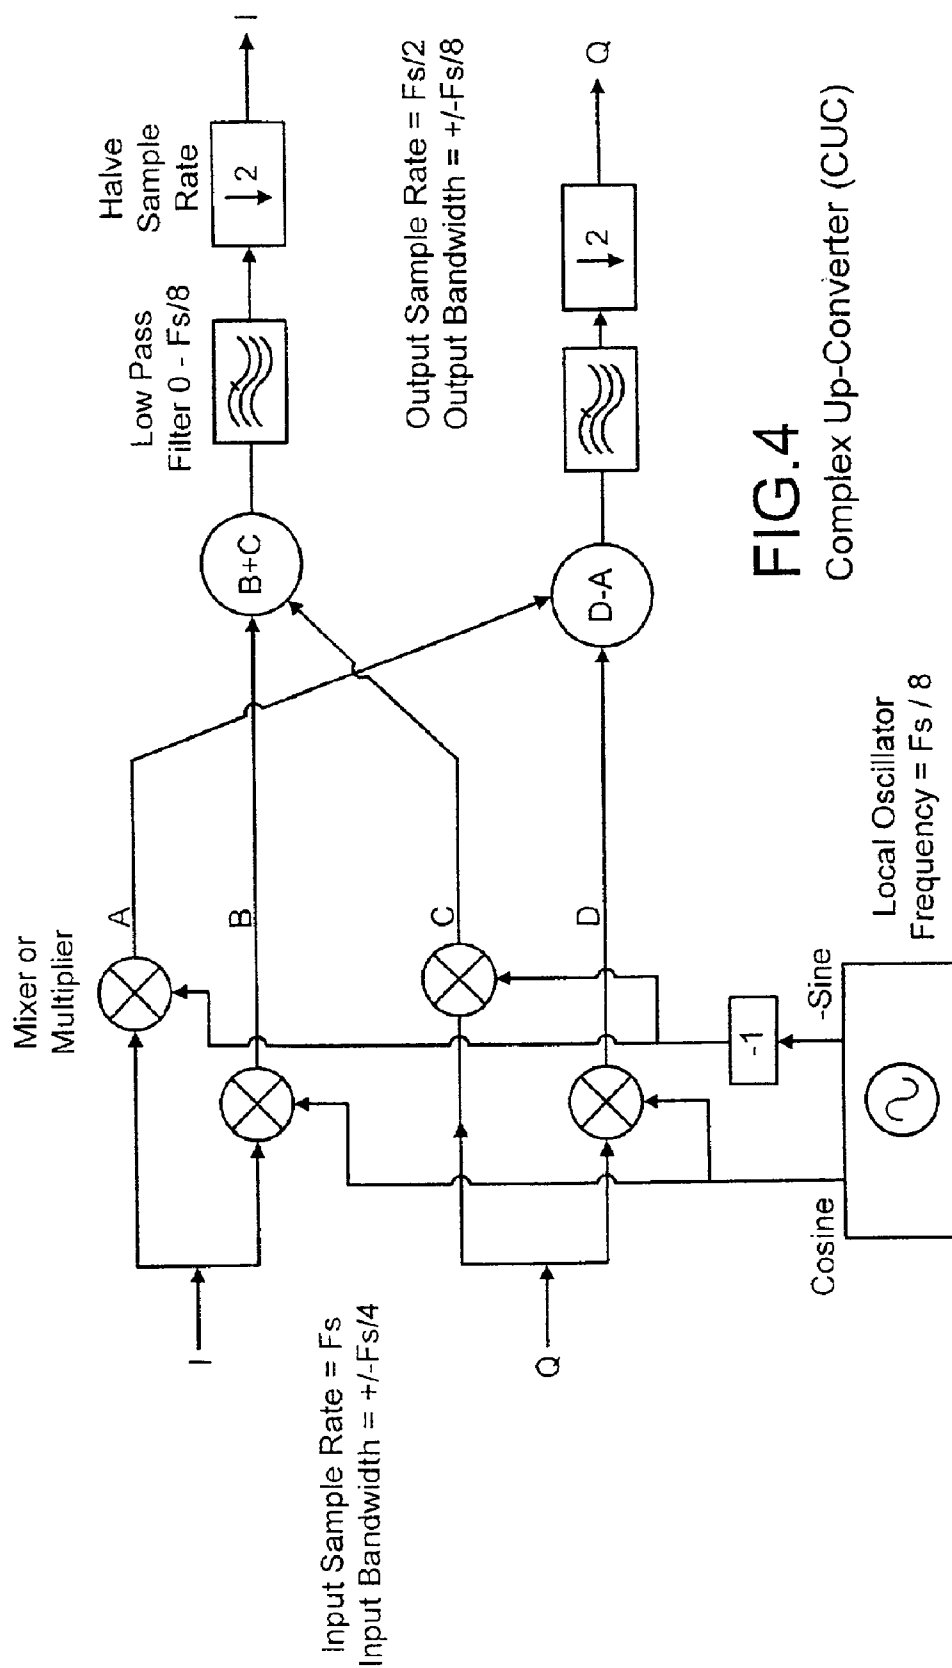 Mixer or
Multiplier
A
B
C
D
I
Q
Input Sample Rate = Fs
Input Bandwidth = +/-Fs/4
B+C
D-A
Low Pass
Filter 0 - Fs/8
Halve
Sample
Rate
2
I
Output Sample Rate = Fs/2
Output Bandwidth = +/-Fs/8
2
Q
Cosine
-Sine
-1
Local Oscillator
Frequency = Fs / 8
FIG.4
Complex Up-Converter (CUC)